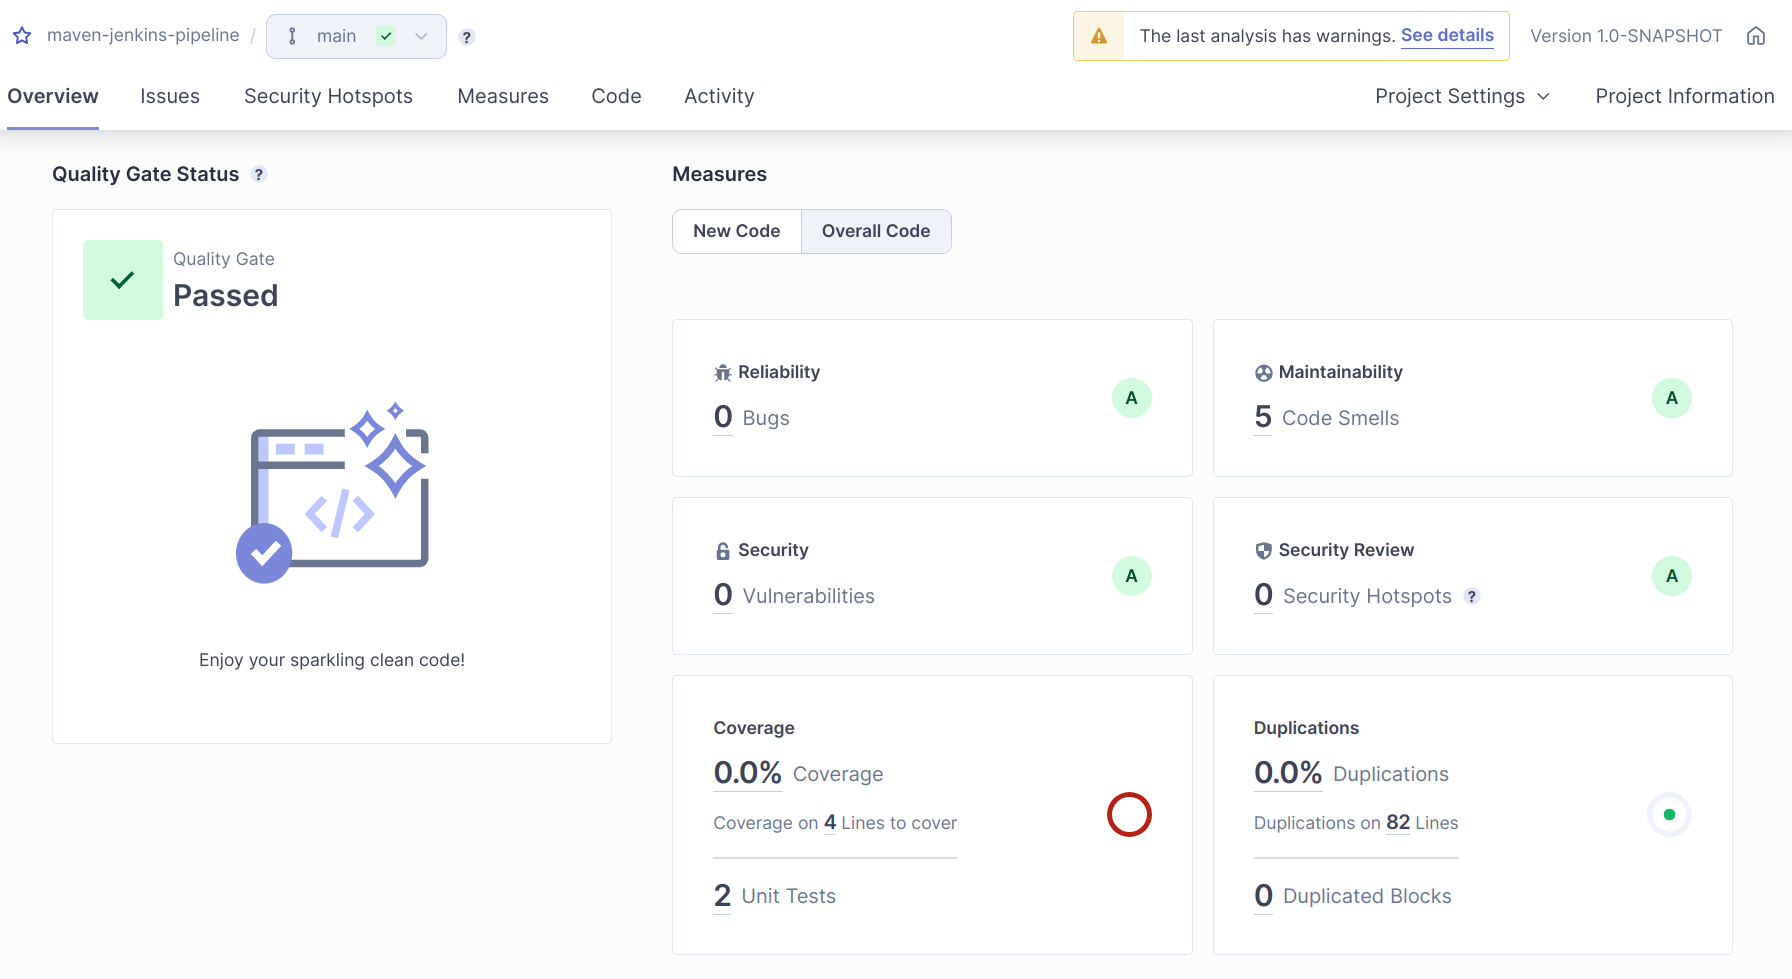 maven-jenkins-pipeline / main ?
The last analysis has warnings. See details
Version 1.0-SNAPSHOT
Overview Issues Security Hotspots Measures Code Activity
Project Settings Project Information
Quality Gate Status ?
Quality Gate
Passed
</>
Enjoy your sparkling clean code!
Measures
New Code Overall Code
Reliability
0 Bugs
A
Maintainability
5 Code Smells
A
Security
0 Vulnerabilities
A
Security Review
0 Security Hotspots ?
A
Coverage
0.0% Coverage
Coverage on 4 Lines to cover
2 Unit Tests
Duplications
0.0% Duplications
Duplications on 82 Lines
0 Duplicated Blocks